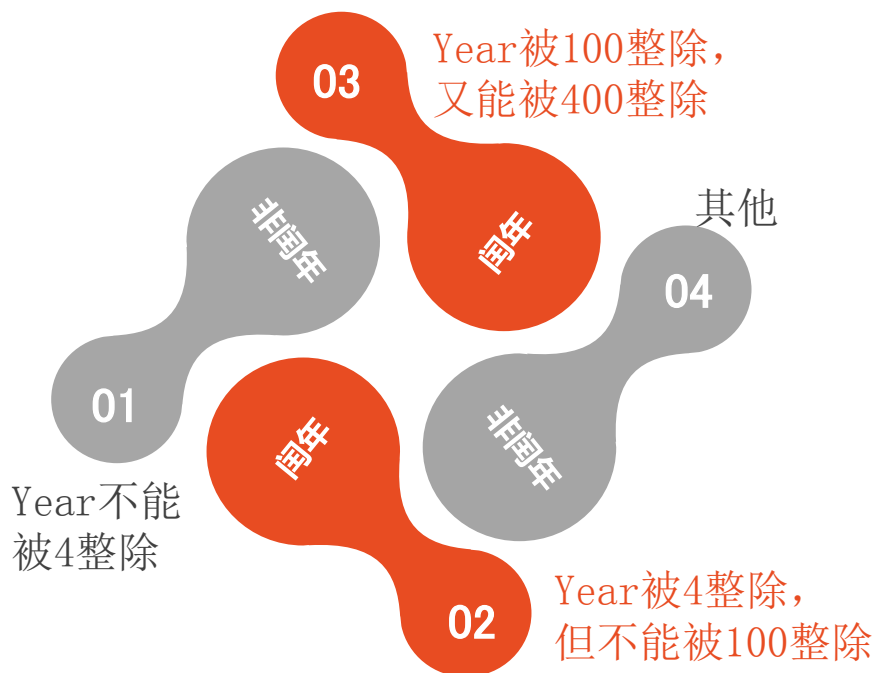 03
Year被100整除，
又能被400整除
非闰年
闰年
其他
04
01
闰年
非闰年
Year不能
被4整除
02
Year被4整除，
但不能被100整除